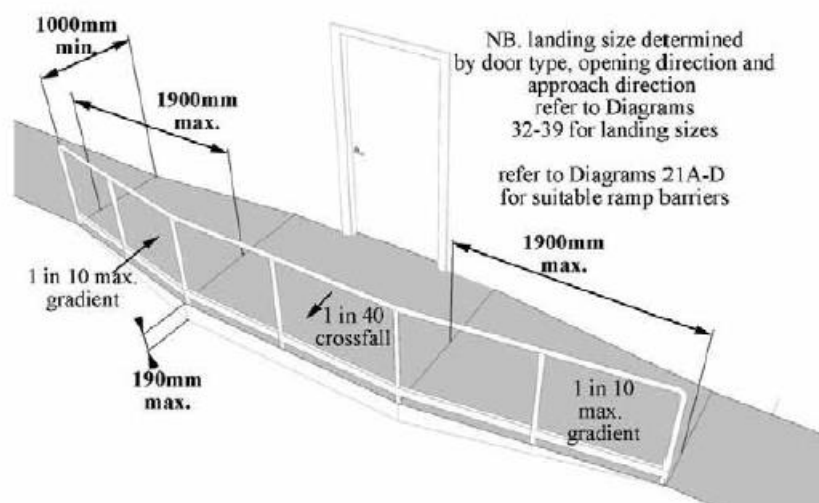 1000mm
min.
1900mm
max.
NB. landing size determined
by door type, opening direction and
approach direction
refer to Diagrams
32-39 for landing sizes
refer to Diagrams 21A-D
for suitable ramp barriers
1900mm
max.
1 in 10 max.
gradient
1 in 40
crossfall
190mm
max.
1 in 10
max.
gradient